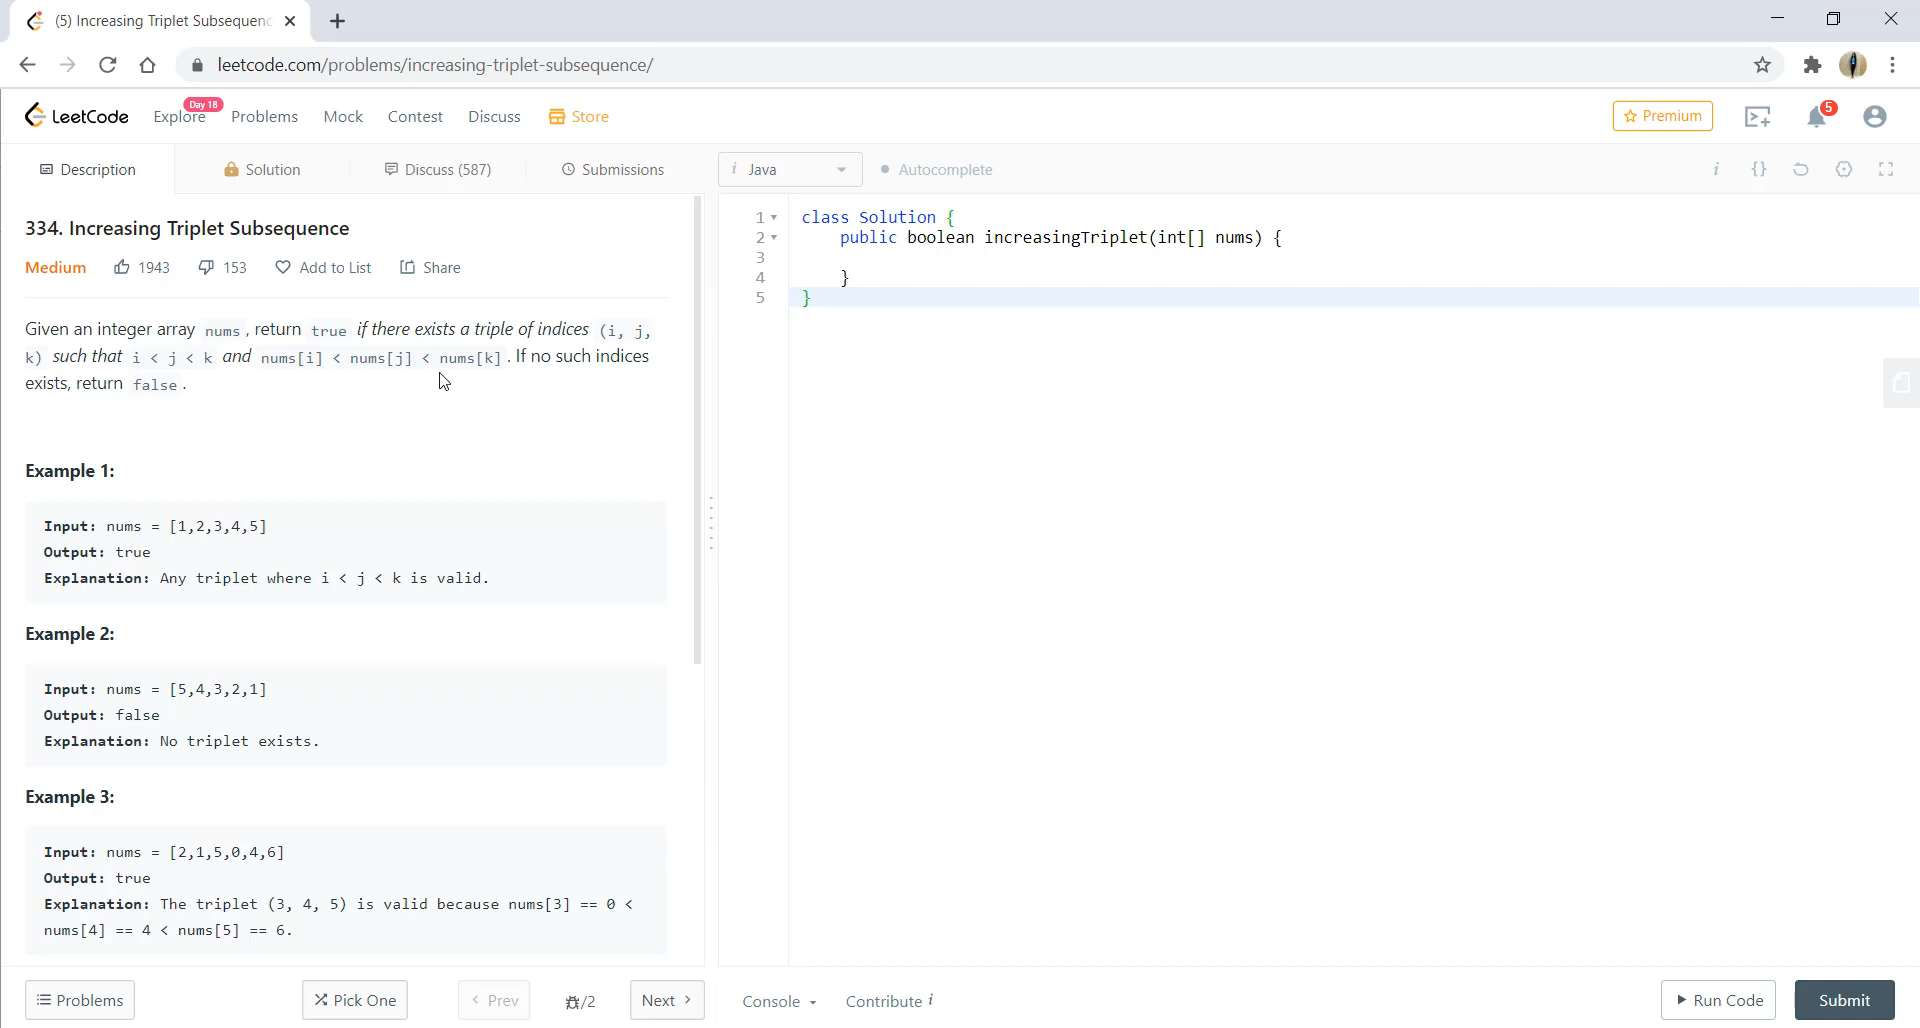 (5) Increasing Triplet Subsequenc
leetcode.com/problems/increasing-triplet-subsequence/
LeetCode Explore Day 18 Problems Mock Contest Discuss Store Premium 5
Description Solution Discuss (587) Submissions i Java Autocomplete i {}
334. Increasing Triplet Subsequence
Medium 1943 153 Add to List Share
Given an integer array nums, return true if there exists a triple of indices (i, j,
k) such that i < j < k and nums[i] < nums[j] < nums[k]. If no such indices
exists, return false.
Example 1:
Input: nums = [1,2,3,4,5]
Output: true
Explanation: Any triplet where i < j < k is valid.
Example 2:
Input: nums = [5,4,3,2,1]
Output: false
Explanation: No triplet exists.
Example 3:
Input: nums = [2,1,5,0,4,6]
Output: true
Explanation: The triplet (3, 4, 5) is valid because nums[3] == 0 <
nums[4] == 4 < nums[5] == 6.
1 class Solution {
2 public boolean increasingTriplet(int[] nums) {
3
4 }
5 }
Problems Pick One < Prev /2 Next > Console Contribute i Run Code Submit